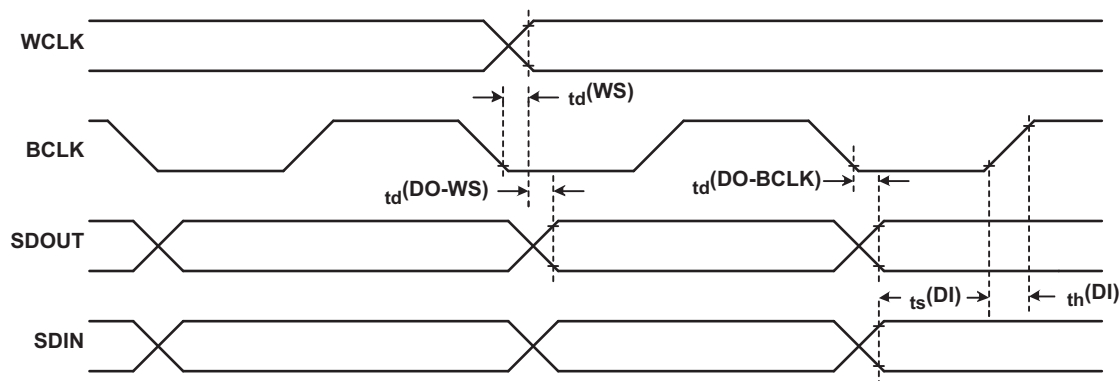 WCLK
td(WS)
BCLK
td(DO-WS)
td(DO-BCLK)
SDOUT
ts(DI)
th(DI)
SDIN